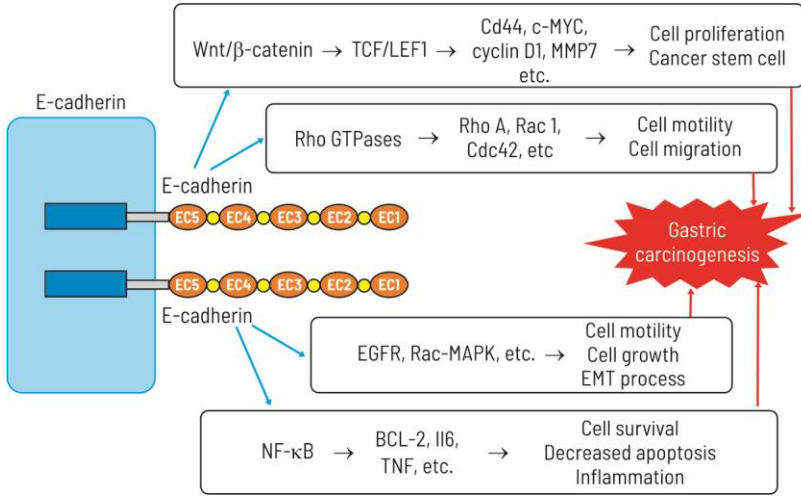 E-cadherin
Wnt/β-catenin → TCF/LEF1 → Cd44, c-MYC,
cyclin D1, MMP7
etc.
→ Cell proliferation
Cancer stem cell
Rho GTPases → Rho A, Rac 1,
Cdc42, etc
→ Cell motility
Cell migration
E-cadherin
EC5 EC4 EC3 EC2 EC1
EC5 EC4 EC3 EC2 EC1
E-cadherin
Gastric
carcinogenesis
EGFR, Rac-MAPK, etc. → Cell motility
Cell growth
EMT process
NF-κB → BCL-2, Il6,
TNF, etc.
→ Cell survival
Decreased apoptosis
Inflammation